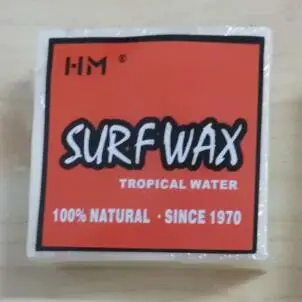 HM ®
SURF WAX
TROPICAL WATER
100% NATURAL · SINCE 1970